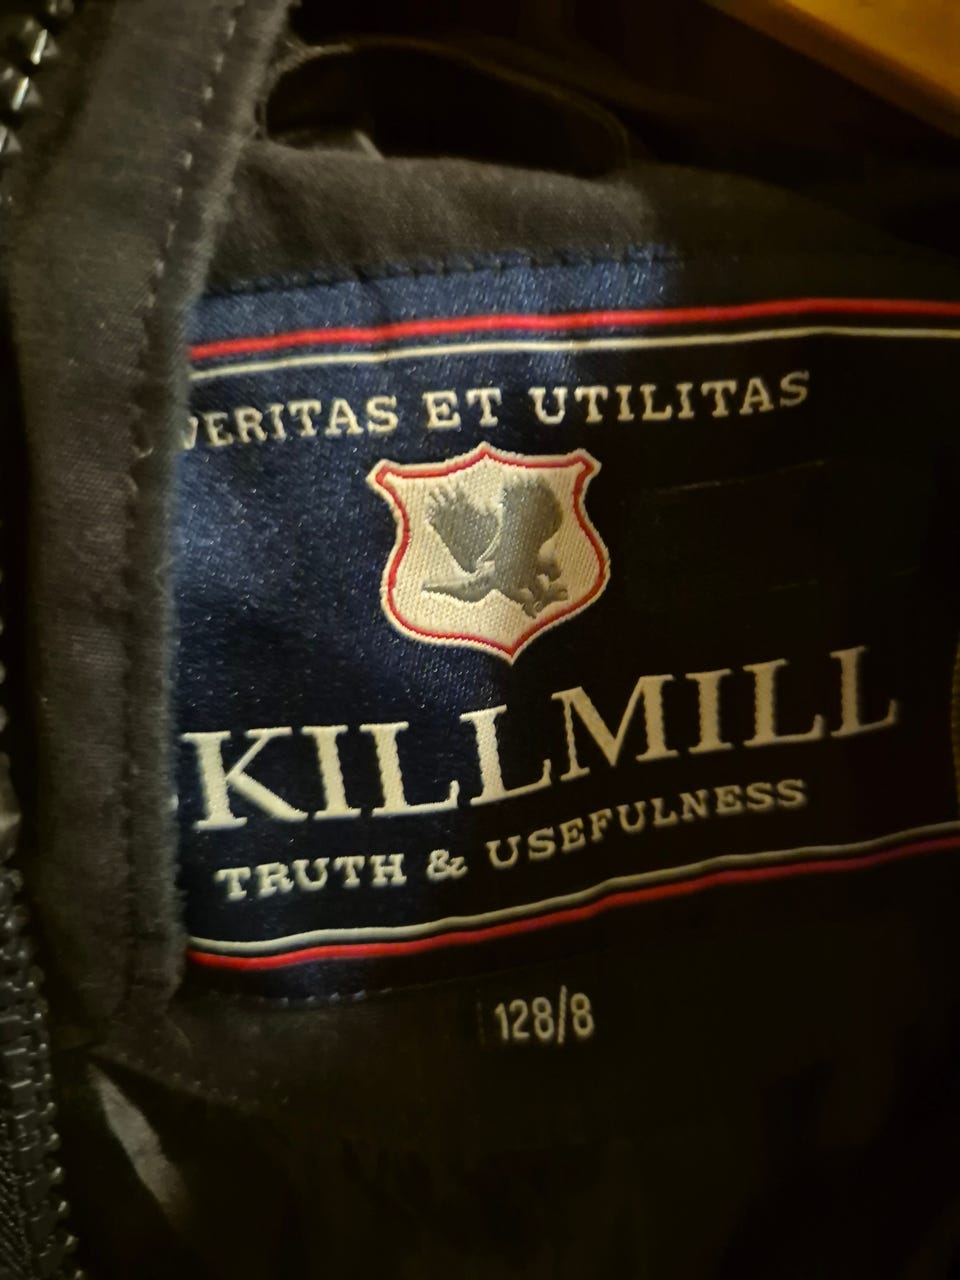 VERITAS ET UTILITAS
KILLMILL
TRUTH & USEFULNESS
128/8